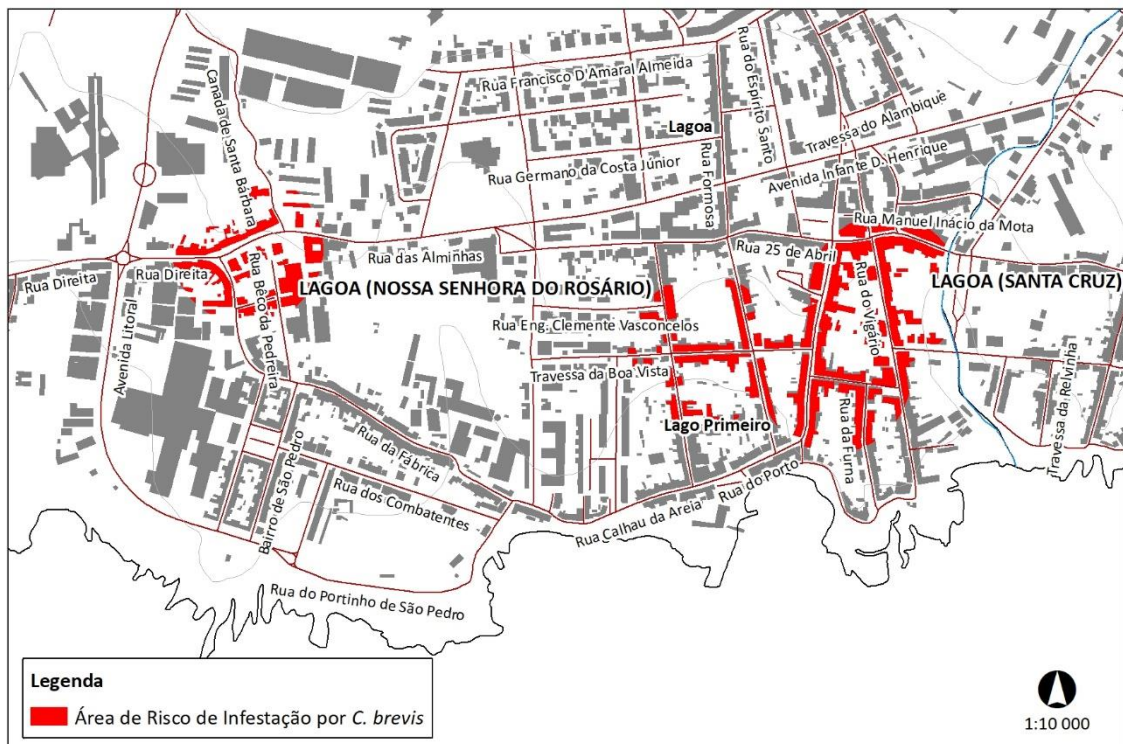 Rua Francisco D'Amaral Almeida
Rua do Espírito Santo
Canada de Santa Bárbara
Lagoa
Travessa do Alambique
Rua Germano da Costa Júnior
Rua Formosa
Avenida Infante D. Henrique
Rua Manuel Inácio da Mota
Rua 25 de Abril
Rua das Alminhas
Rua Direita
Rua Direita
Rua Bêco da Pedreira
LAGOA (NOSSA SENHORA DO ROSÁRIO)
LAGOA (SANTA CRUZ)
Rua do Vigário
Avenida Litoral
Rua Eng. Clemente Vasconcelos
Travessa da Boa Vista
Travessa da Relvinha
Lago Primeiro
Rua da Furna
Rua da Fábrica
Rua do Porto
Bairro de São Pedro
Rua dos Combatentes
Rua Calhau da Areia
Rua do Portinho de São Pedro
Legenda
Área de Risco de Infestação por C. brevis
1:10 000